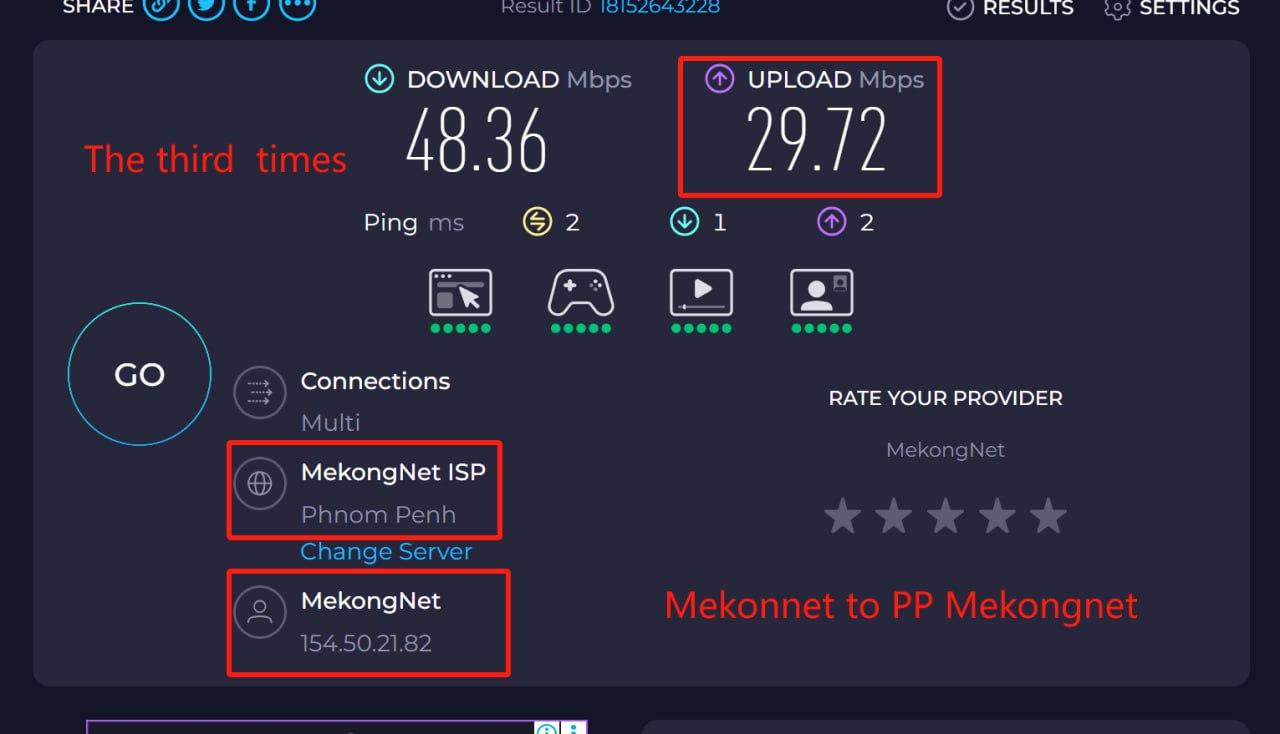 SHARE
Result ID 18152643228
RESULTS
SETTINGS
DOWNLOAD Mbps
48.36
UPLOAD Mbps
29.72
The third times
Ping ms
2
1
2
GO
Connections
Multi
MekongNet ISP
Phnom Penh
Change Server
MekongNet
154.50.21.82
RATE YOUR PROVIDER
MekongNet
Mekonnet to PP Mekongnet